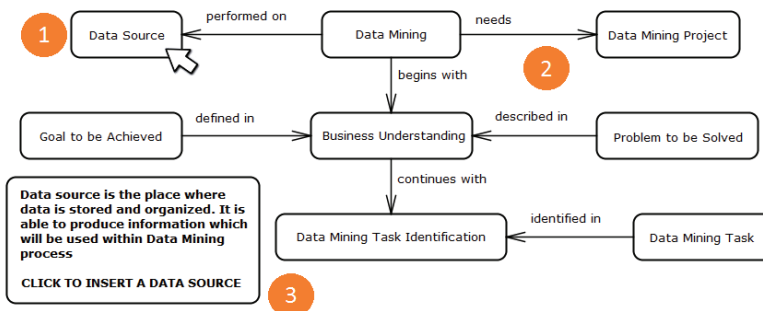 1
Data Source
performed on
Data Mining
needs
Data Mining Project
2
begins with
Goal to be Achieved
defined in
Business Understanding
described in
Problem to be Solved
continues with
Data source is the place where
data is stored and organized. It is
able to produce information which
will be used within Data Mining
process
CLICK TO INSERT A DATA SOURCE
Data Mining Task Identification
identified in
Data Mining Task
3